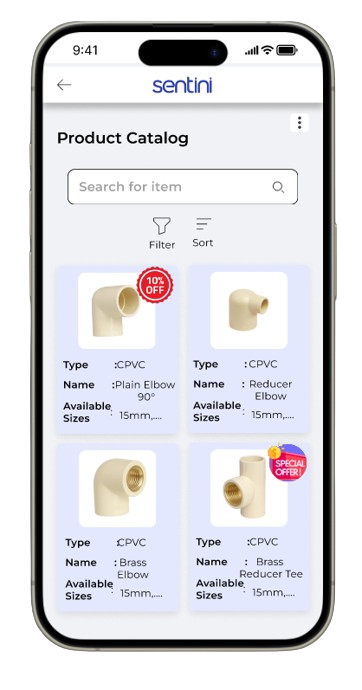 9:41
sentini
Product Catalog
Search for item
Filter
Sort
10%
OFF
Type :CPVC
Name :Plain Elbow
90°
Available
Sizes : 15mm,....
Type : CPVC
Name : Reducer
Elbow
Available
Sizes : 15mm,....
Type :CPVC
Name : Brass
Elbow
Available
Sizes : 15mm,....
SPECIAL
OFFER!
Type :CPVC
Name : Brass
Reducer Tee
Available
Sizes : 15mm,....